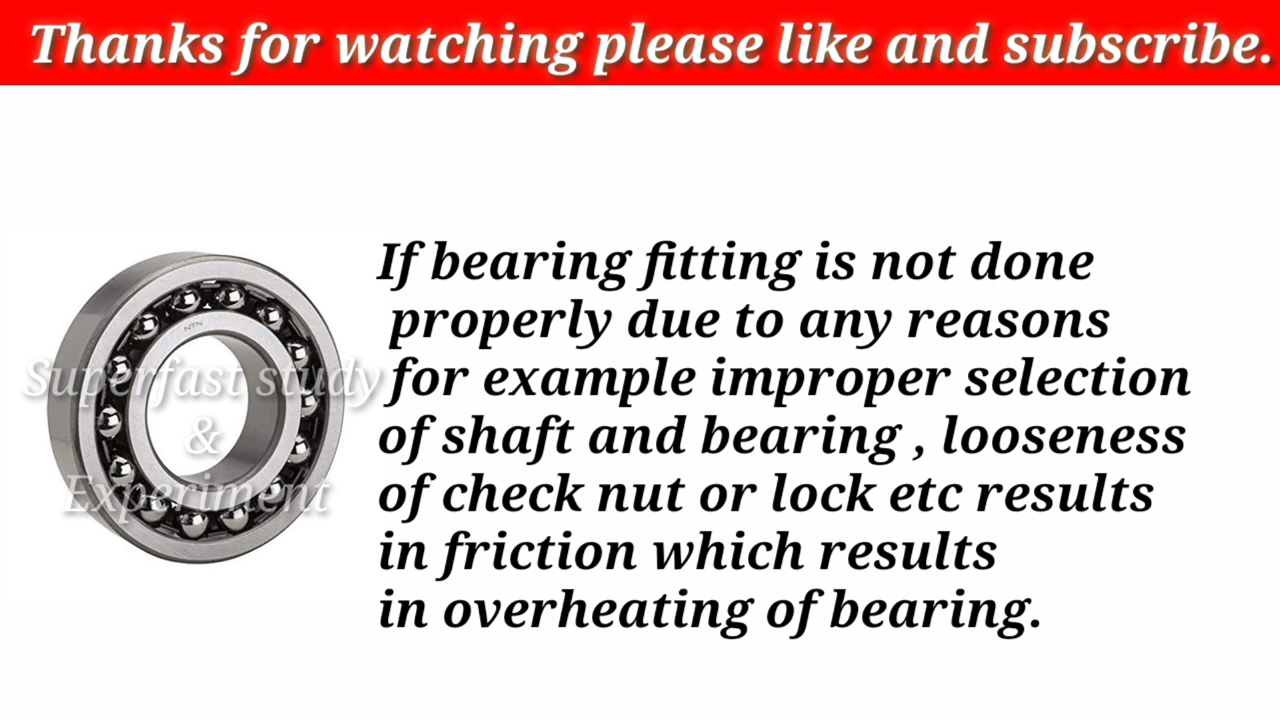 Thanks for watching please like and subscribe.
If bearing fitting is not done
properly due to any reasons
for example improper selection
of shaft and bearing , looseness
of check nut or lock etc results
in friction which results
in overheating of bearing.
NTN
Superfast study
&
Experiment